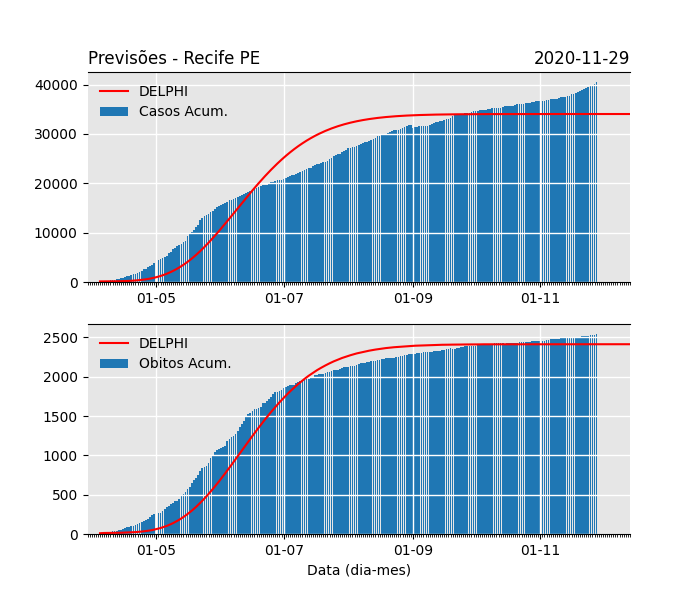 Previsões - Recife PE 2020-11-29
40000
30000
20000
10000
0
DELPHI
Casos Acum.
01-05 01-07 01-09 01-11
2500
2000
1500
1000
500
0
DELPHI
Obitos Acum.
01-05 01-07 01-09 01-11
Data (dia-mes)